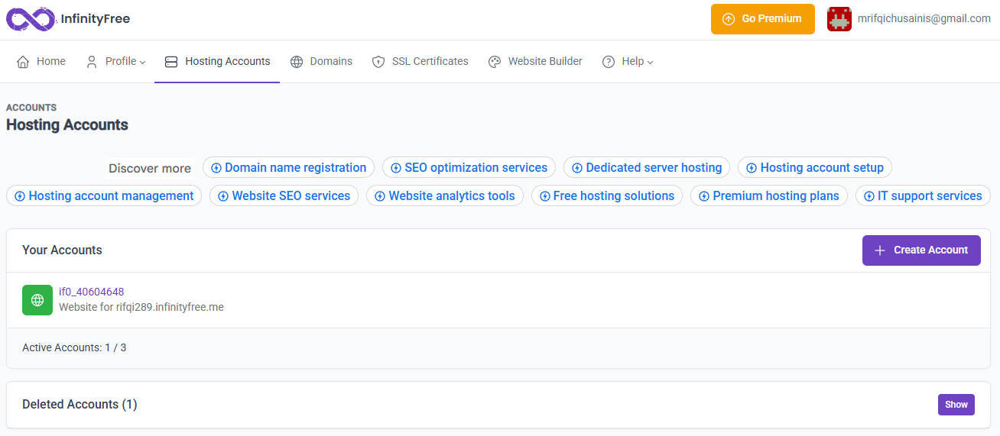 InfinityFree
Go Premium
mrifqichusainis@gmail.com
Home Profile Hosting Accounts Domains SSL Certificates Website Builder Help
ACCOUNTS
Hosting Accounts
Discover more Domain name registration SEO optimization services Dedicated server hosting Hosting account setup
Hosting account management Website SEO services Website analytics tools Free hosting solutions Premium hosting plans IT support services
Your Accounts
Create Account
if0_40604648
Website for rifqi289.infinityfree.me
Active Accounts: 1 / 3
Deleted Accounts (1)
Show